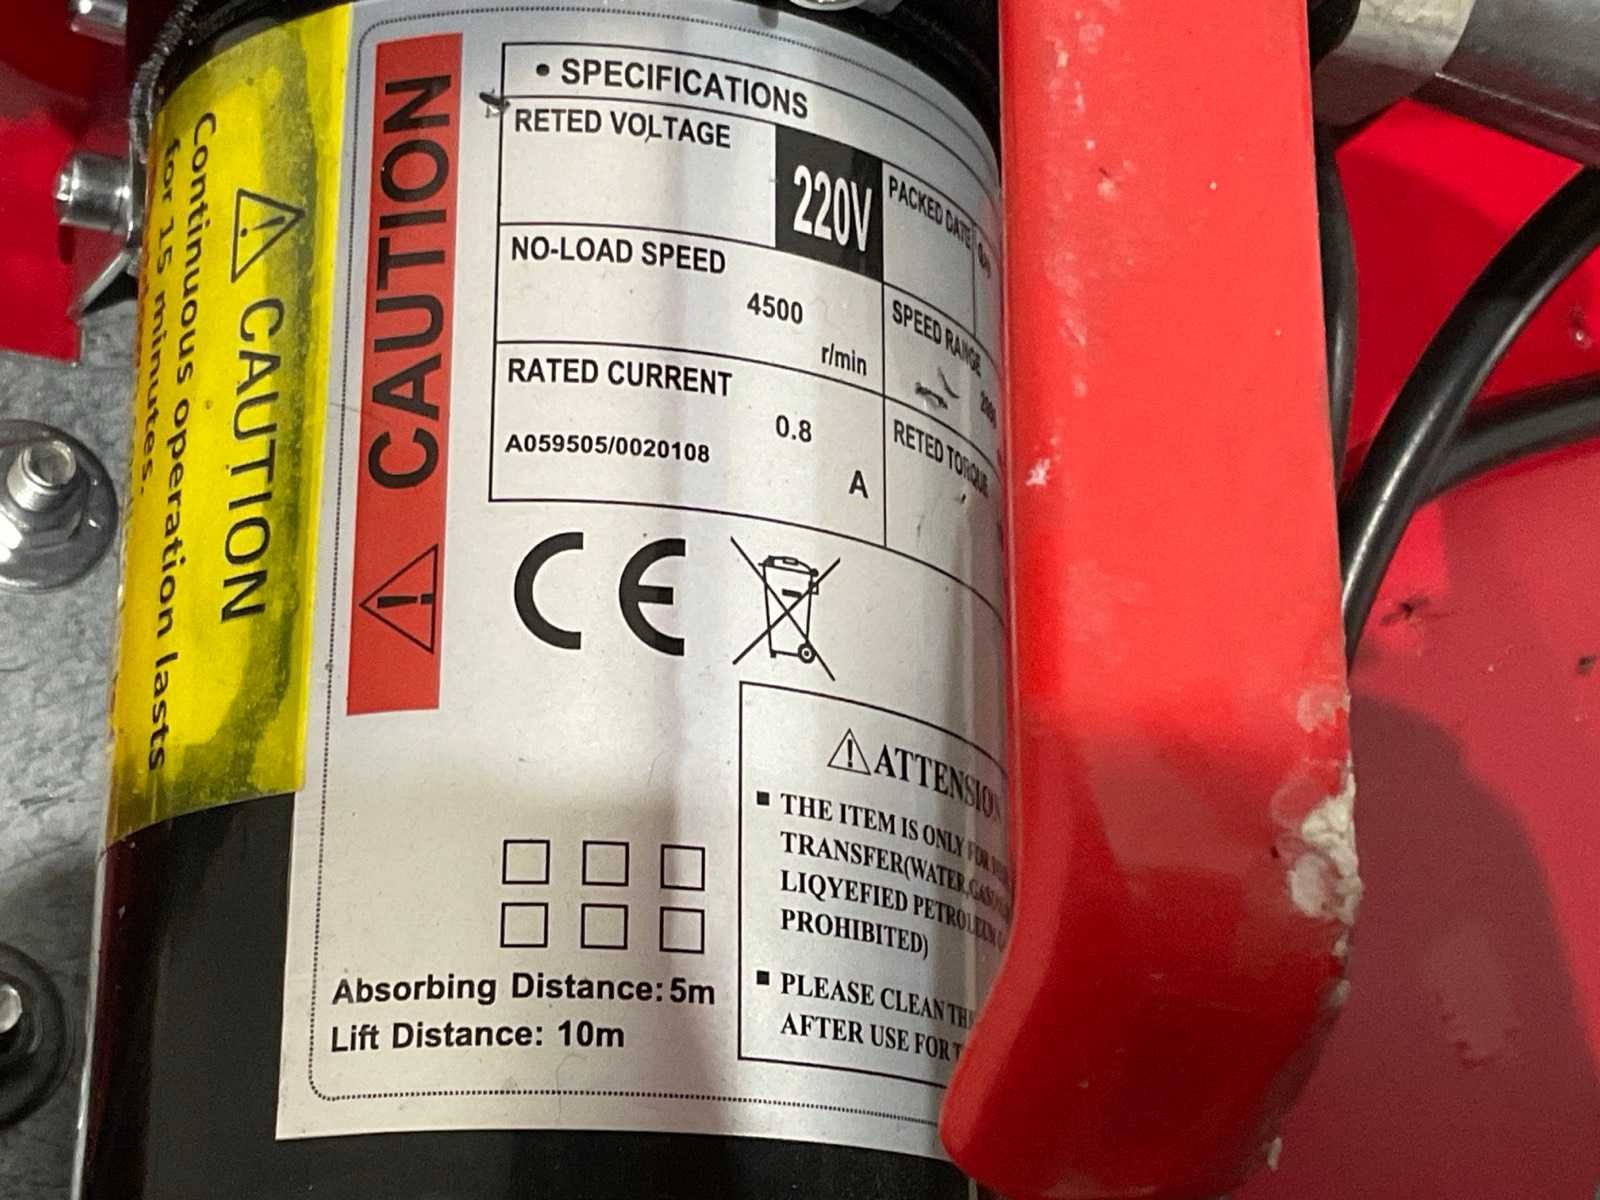 CAUTION
Continuous operation lasts
for 15 minutes.
CAUTION
• SPECIFICATIONS
RETED VOLTAGE
220V
PACKED DATE
NO-LOAD SPEED
4500
r/min
SPEED RANGE
RATED CURRENT
0.8
A
A059505/0020108
RETED TORQUE
CE
ATTENSION
■ THE ITEM IS ONLY FOR
TRANSFER(WATER,
LIQYEFIED PETROLEUM
PROHIBITED)
■ PLEASE CLEAN
AFTER USE FOR
Absorbing Distance: 5m
Lift Distance: 10m